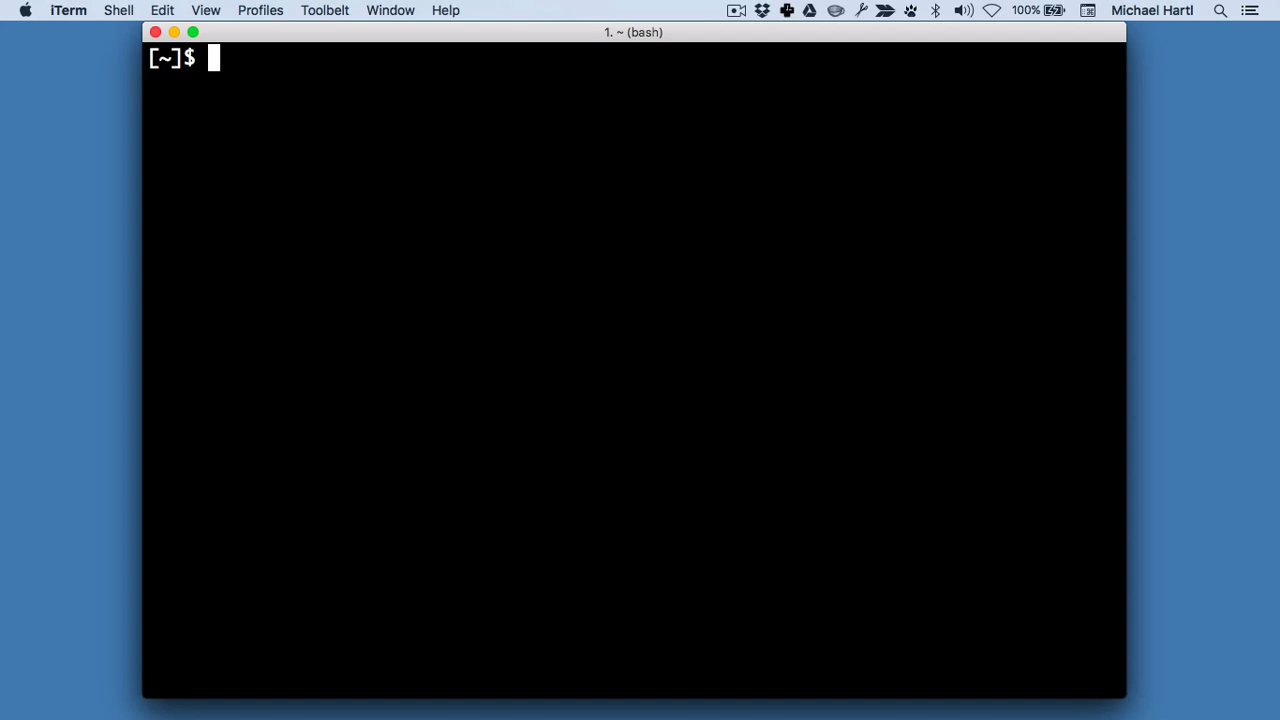 iTerm Shell Edit View Profiles Toolbelt Window Help 100% Michael Hartl
1. ~ (bash)
[~]$